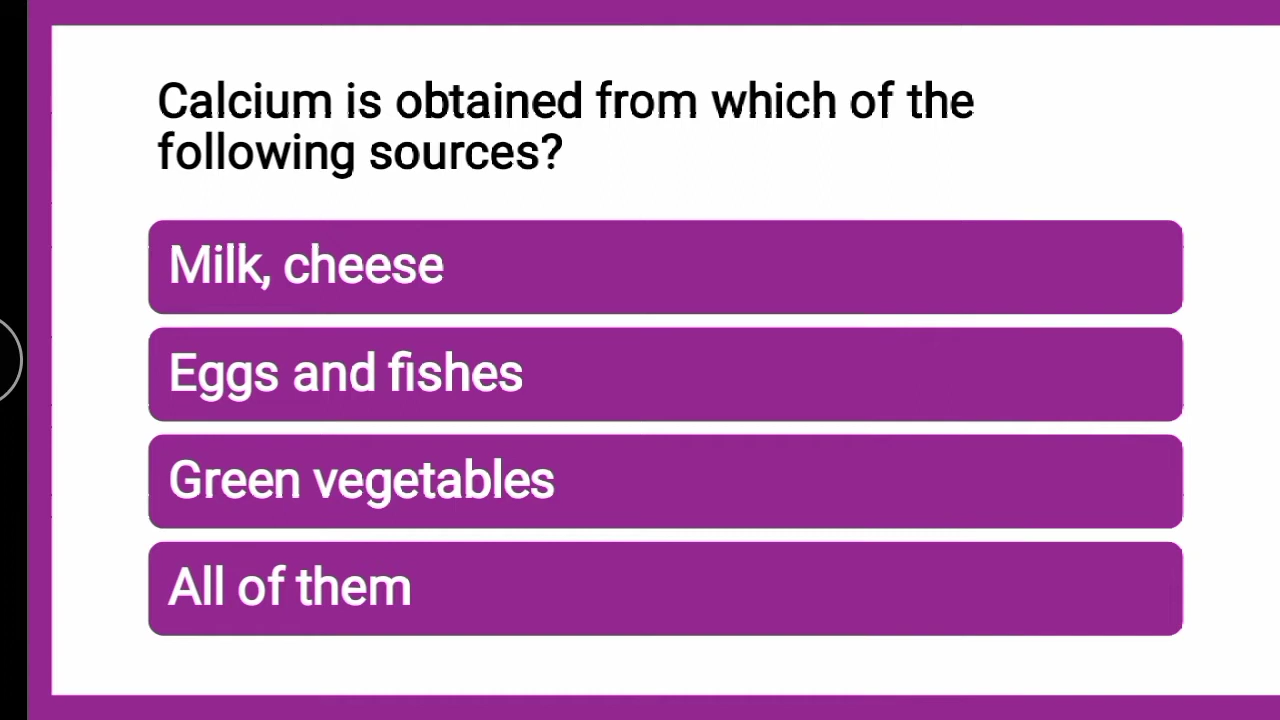 Calcium is obtained from which of the
following sources?
Milk, cheese
Eggs and fishes
Green vegetables
All of them